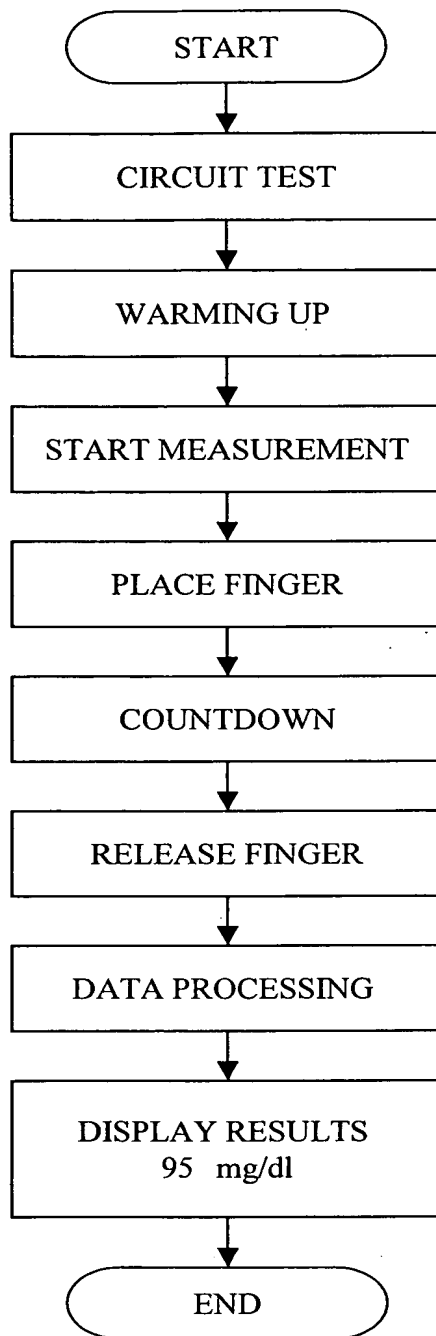 START
CIRCUIT TEST
WARMING UP
START MEASUREMENT
PLACE FINGER
COUNTDOWN
RELEASE FINGER
DATA PROCESSING
DISPLAY RESULTS
95 mg/dl
END